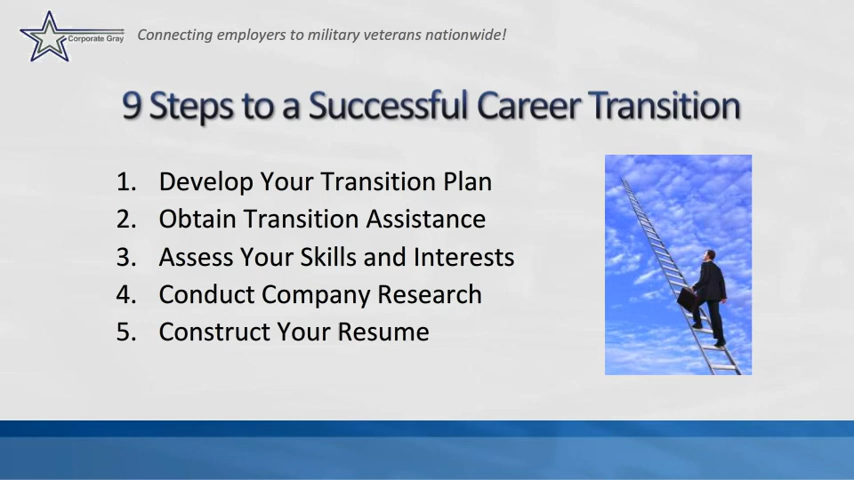 Corporate Gray
Connecting employers to military veterans nationwide!
9 Steps to a Successful Career Transition
1. Develop Your Transition Plan
2. Obtain Transition Assistance
3. Assess Your Skills and Interests
4. Conduct Company Research
5. Construct Your Resume